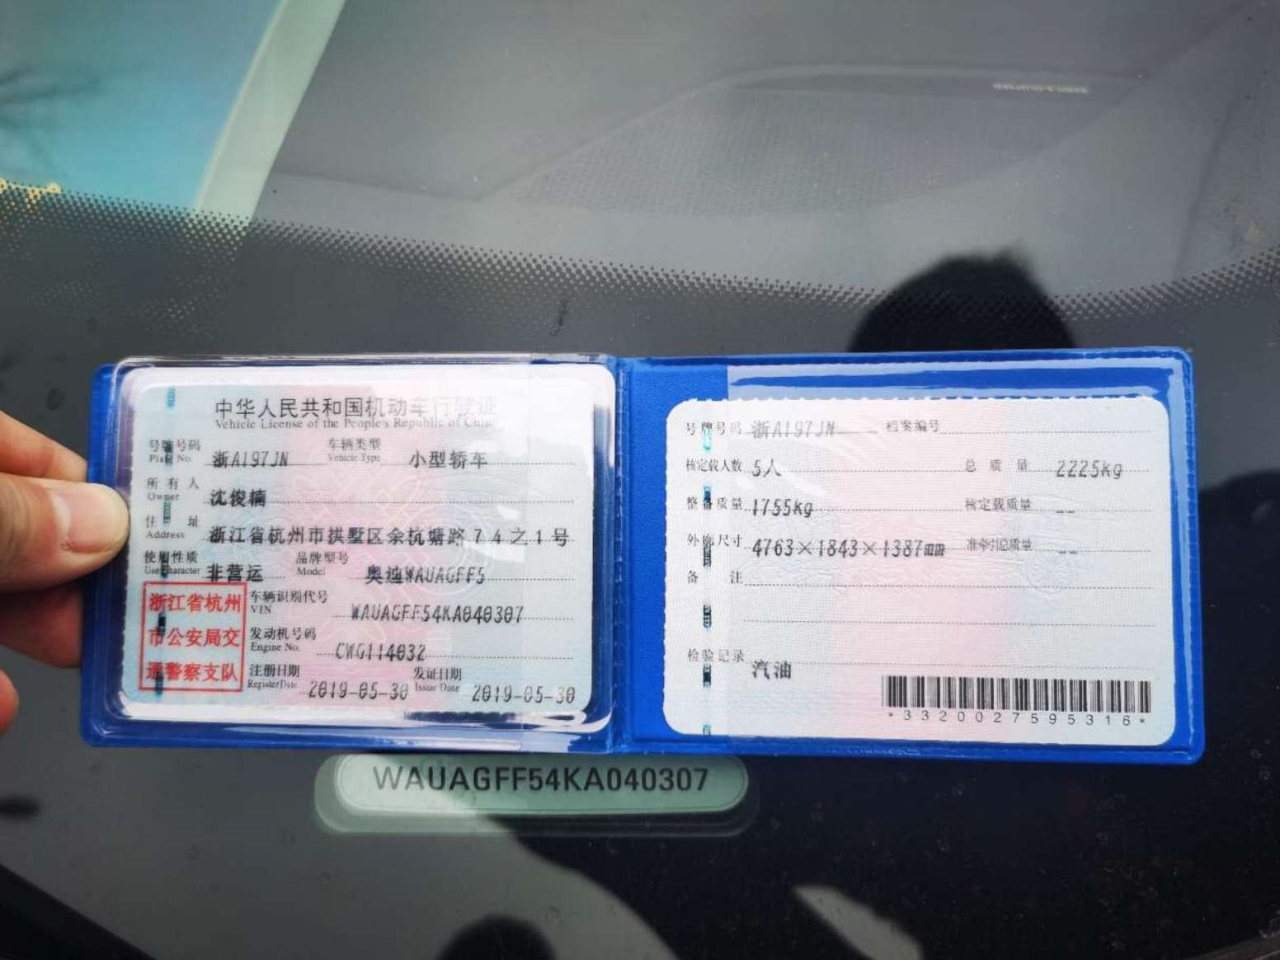 中华人民共和国机动车行驶证
Vehicle License of the People's Republic of China
号牌号码
Plate No.
浙A197JN
车辆类型
Vehicle Type
小型轿车
所有人
Owner
沈俊楠
住址
Address
浙江省杭州市拱墅区余杭塘路74之1号
使用性质
Use Character
非营运
品牌型号
Model
奥迪WAUAGFF5
浙江省杭州
市公安局交
通警察支队
车辆识别代号
VIN
WAUAGFF54KA040307
发动机号码
Engine No.
CWG114032
注册日期
Register Date
2019-05-30
发证日期
Issue Date
2019-05-30
号牌号码 浙A197JN 档案编号
核定载人数 5人 总质量 2225kg
整备质量 1755kg 核定载质量 --
外廓尺寸 4763×1843×1387mm 准牵引总质量 --
备注
检验记录 汽油
*3320027595316*
WAUAGFF54KA040307